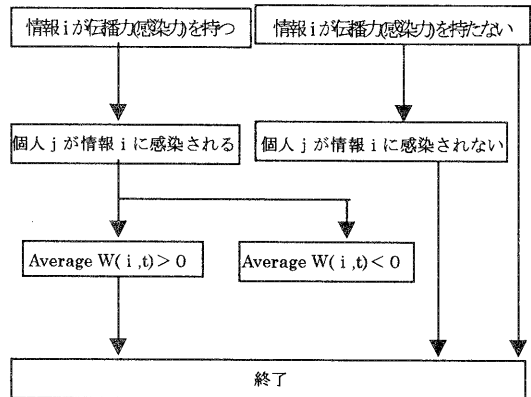 情報iが伝播力(感染力)を持つ
情報iが伝播力(感染力)を持たない
個人jが情報iに感染される
個人jが情報iに感染されない
Average W(i,t)>0
Average W(i,t)<0
終了